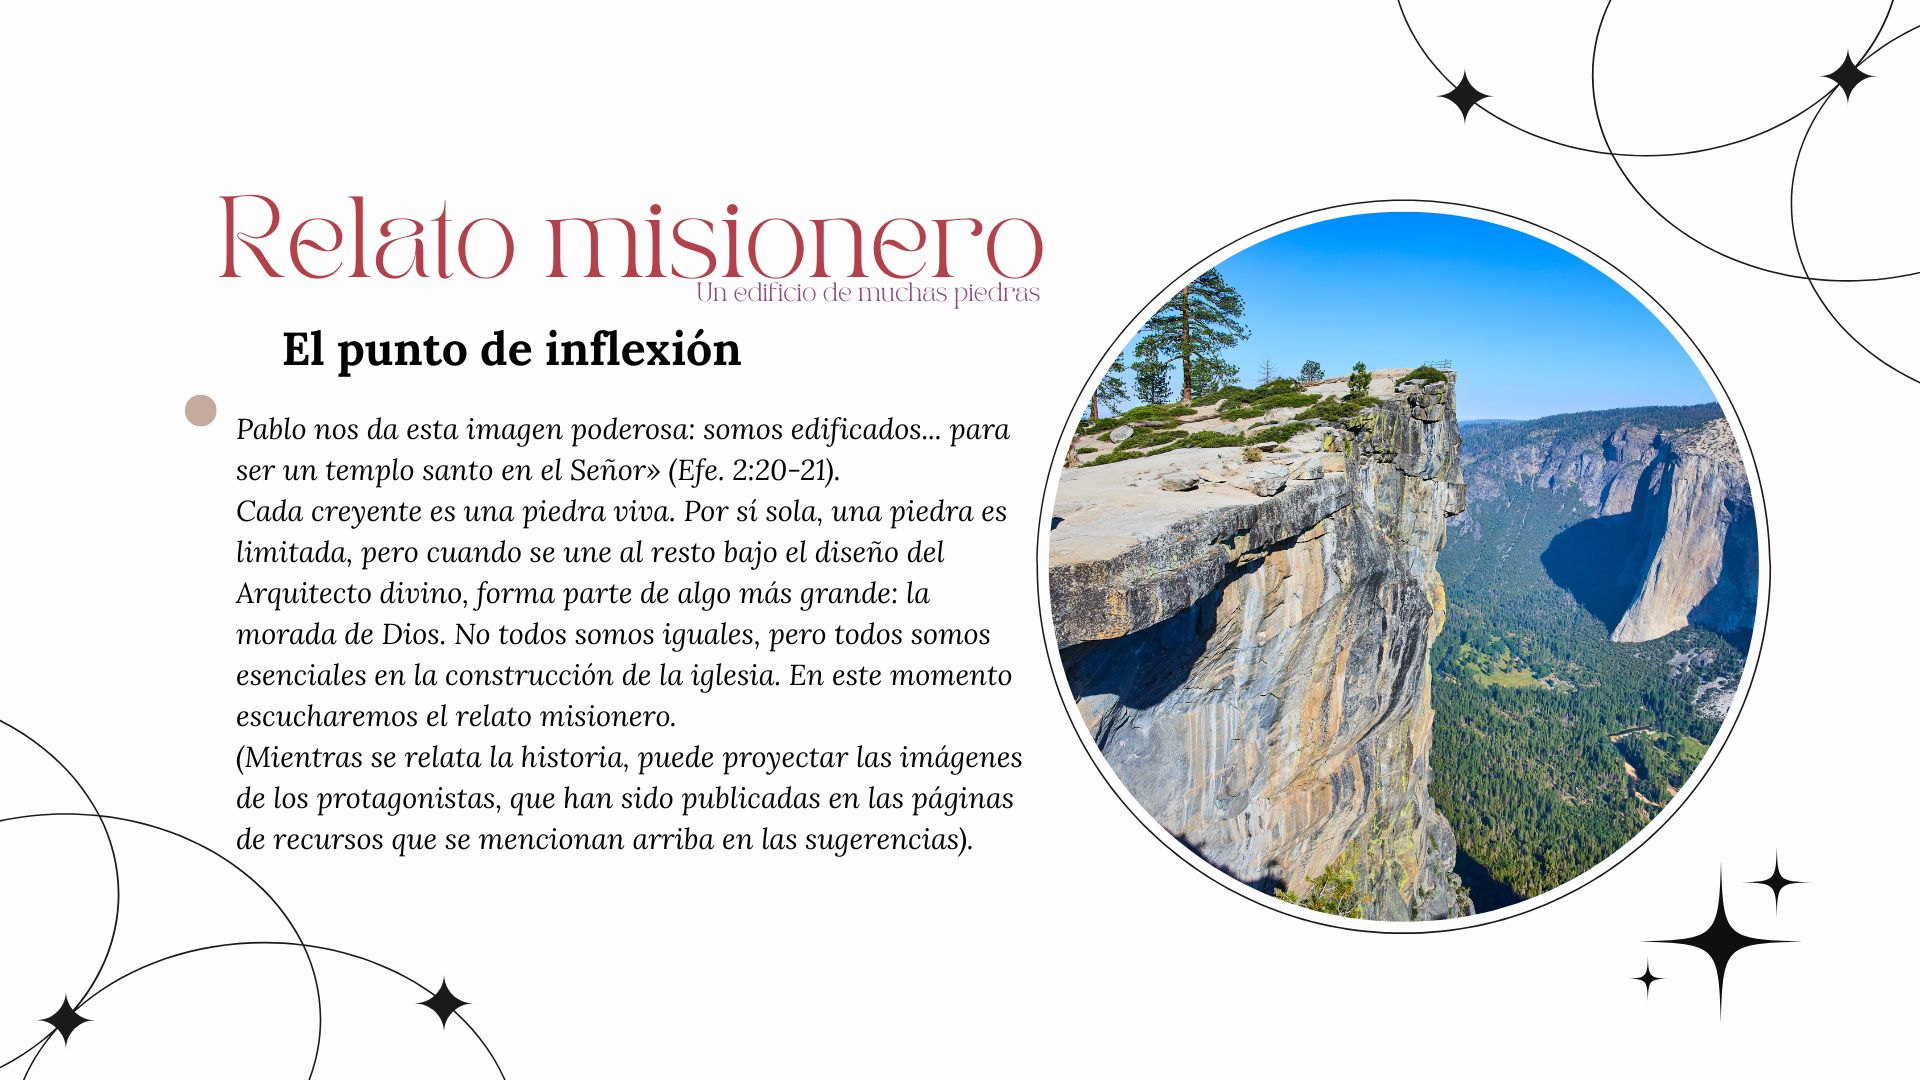 Relato misionero
Un edificio de muchas piedras
El punto de inflexión
Pablo nos da esta imagen poderosa: somos edificados... para
ser un templo santo en el Señor» (Efe. 2:20-21).
Cada creyente es una piedra viva. Por sí sola, una piedra es
limitada, pero cuando se une al resto bajo el diseño del
Arquitecto divino, forma parte de algo más grande: la
morada de Dios. No todos somos iguales, pero todos somos
esenciales en la construcción de la iglesia. En este momento
escucharemos el relato misionero.
(Mientras se relata la historia, puede proyectar las imágenes
de los protagonistas, que han sido publicadas en las páginas
de recursos que se mencionan arriba en las sugerencias).